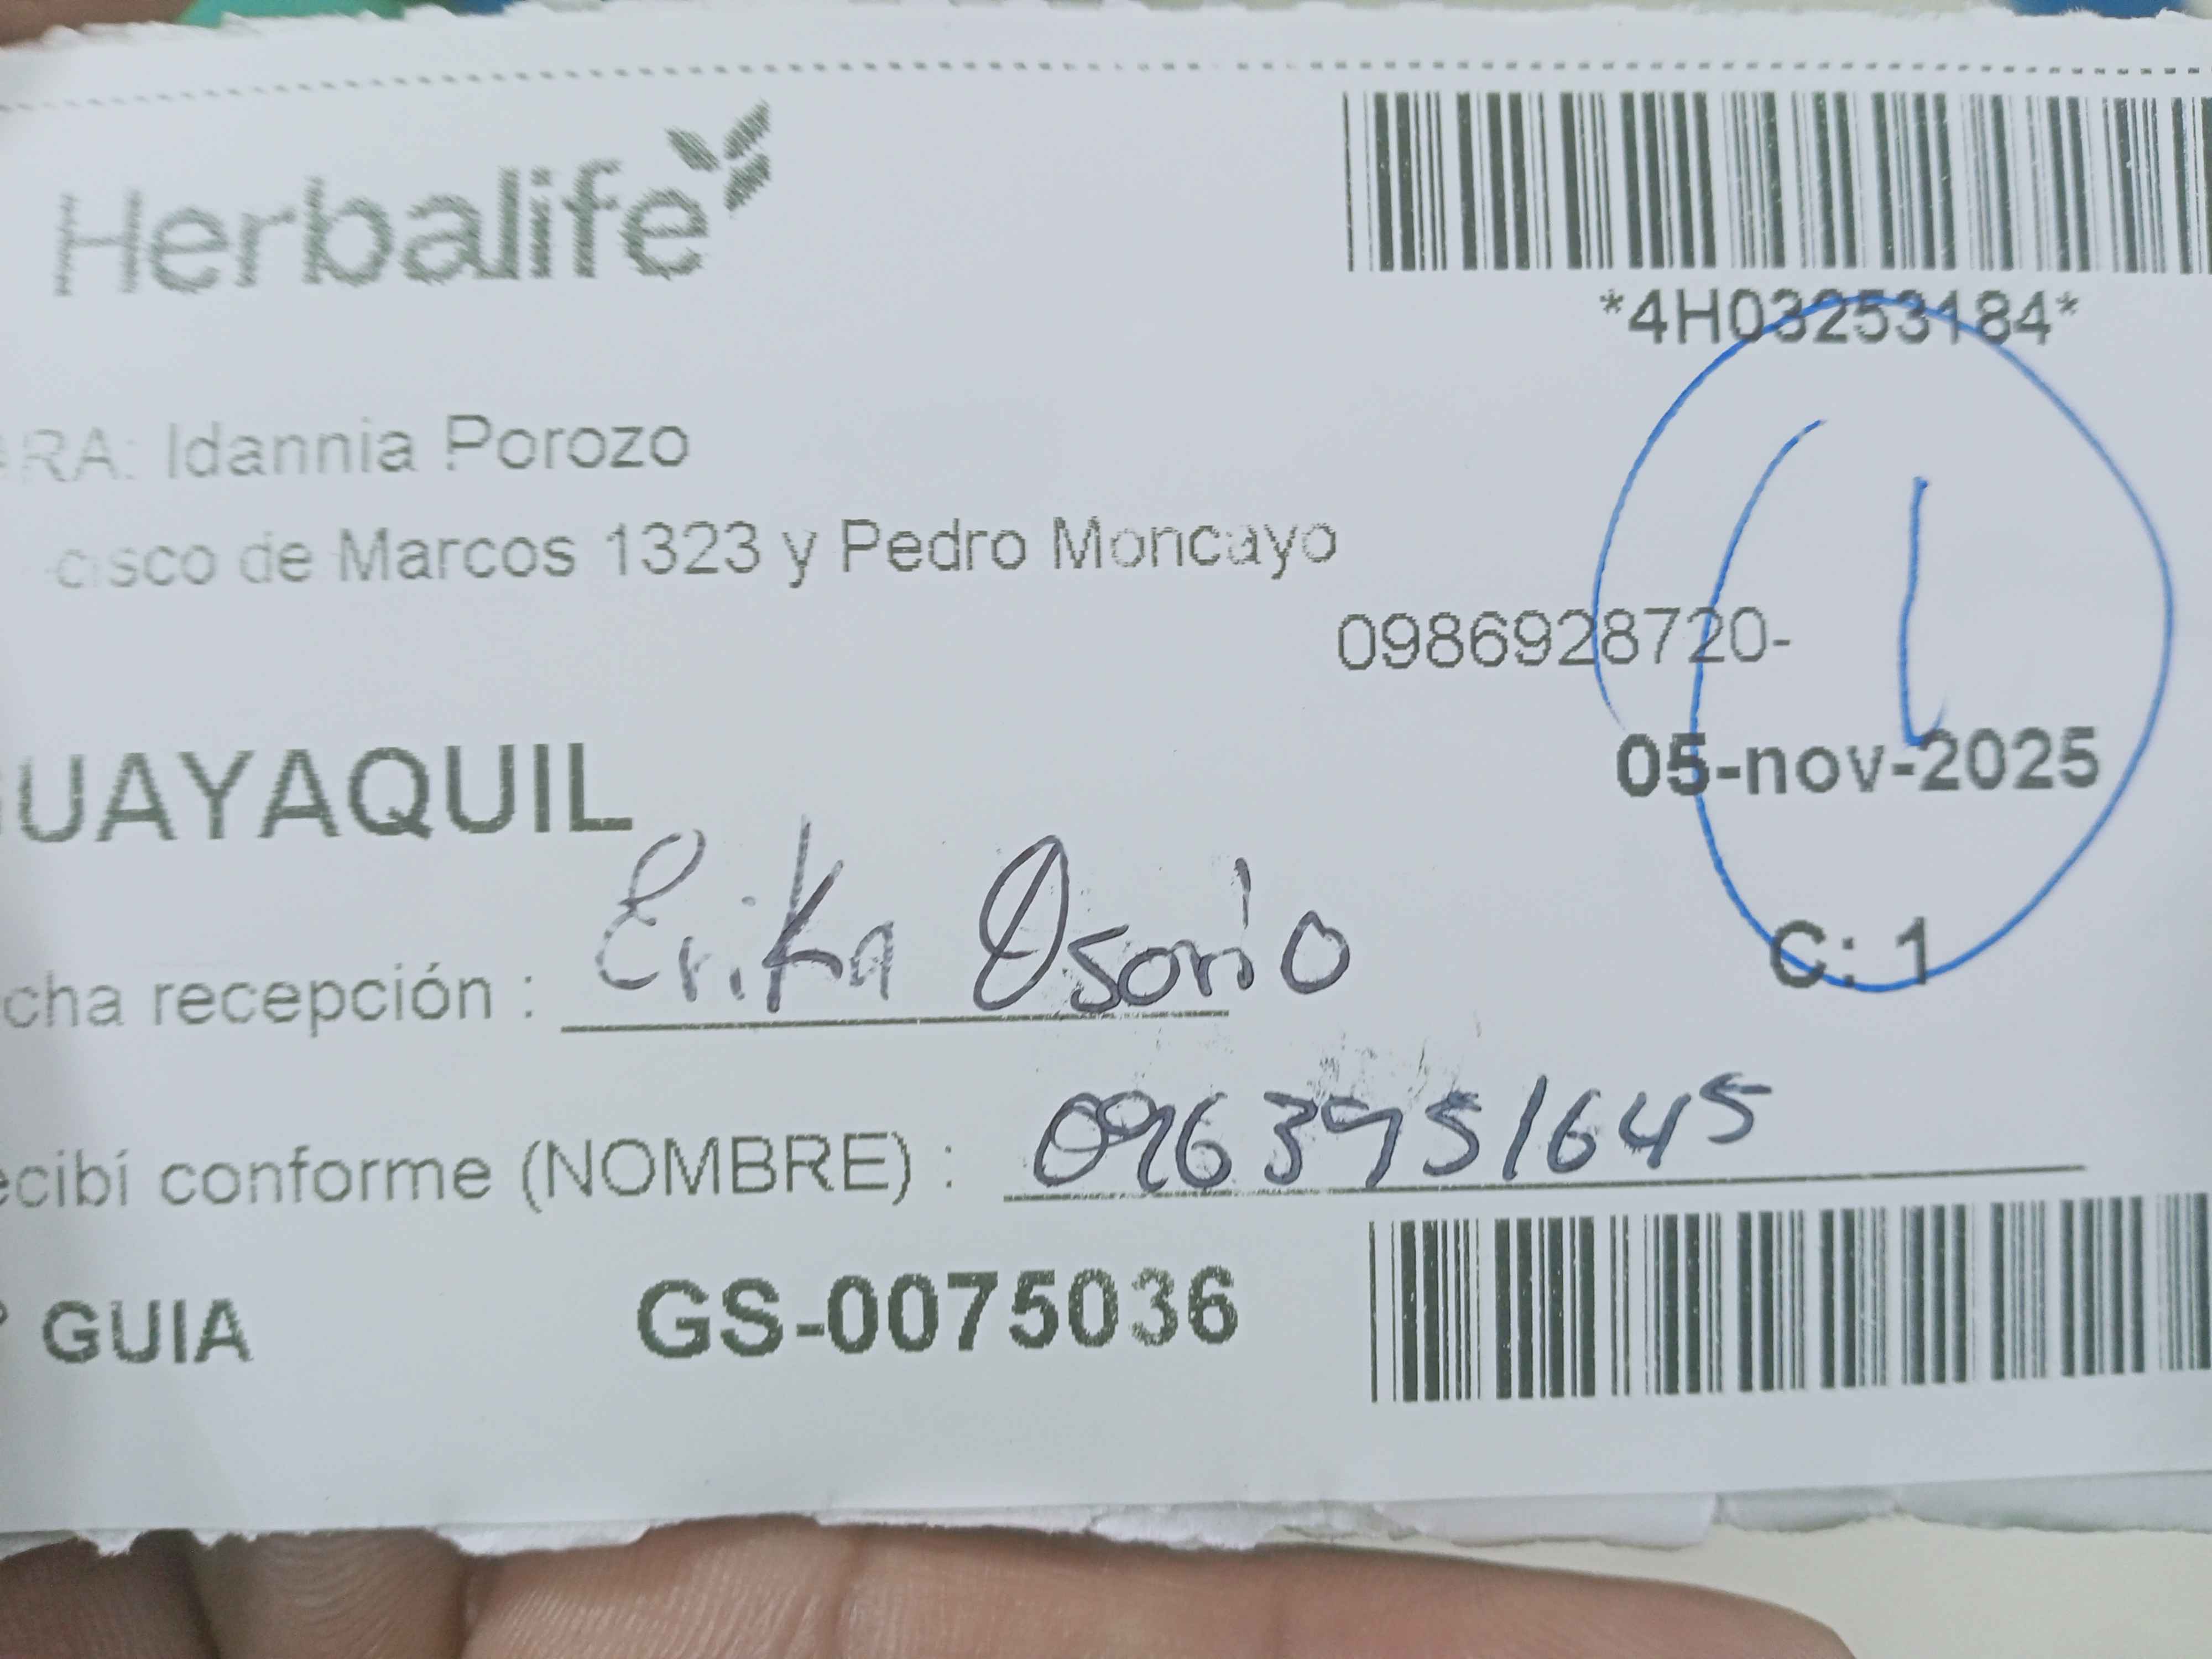 Herbalife
*4H03253184*
RA: Idannia Porozo
cisco de Marcos 1323 y Pedro Moncayo
0986928720-
GUAYAQUIL
05-nov-2025
C: 1
cha recepción : Erika Osorio
ecibí conforme (NOMBRE) : 0963951645
GUIA GS-0075036